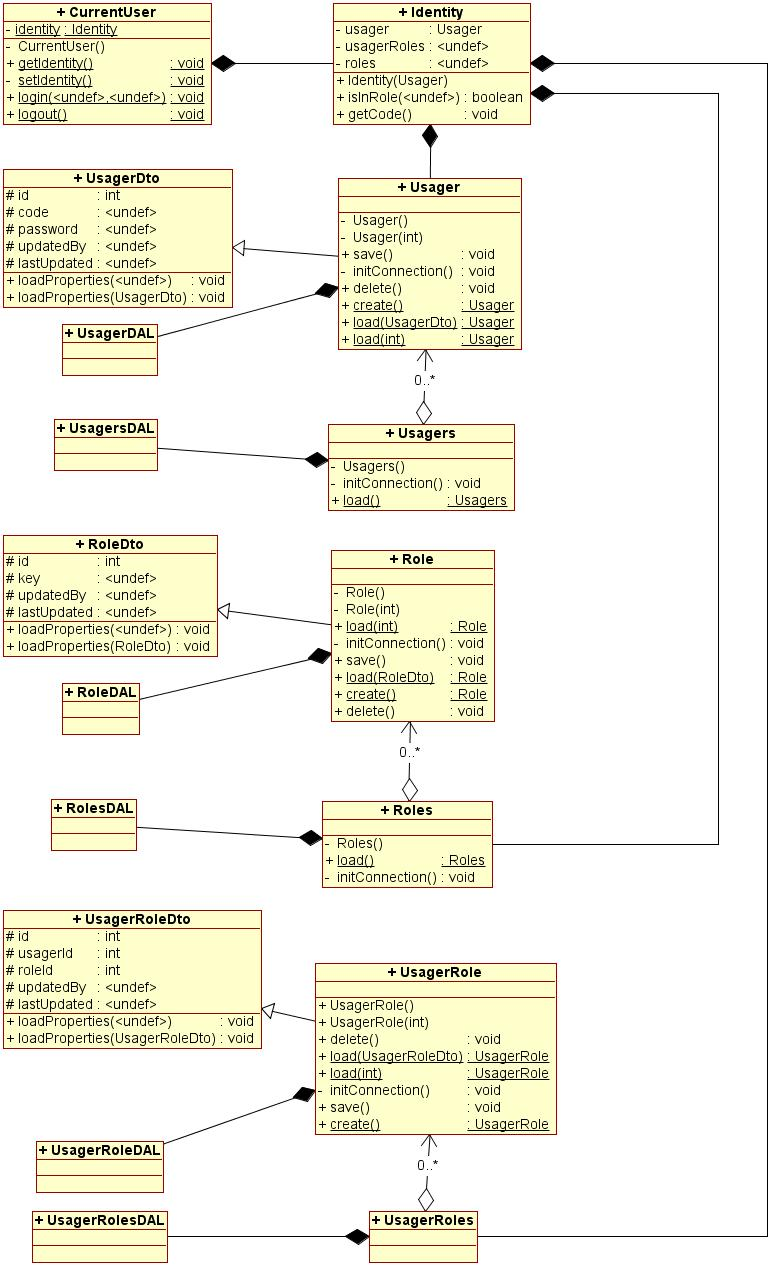 + CurrentUser
- identity : Identity
- CurrentUser()
+ getIdentity() : void
- setIdentity() : void
+ login(<undef>,<undef>) : void
+ logout() : void
+ Identity
- usager : Usager
- usagerRoles : <undef>
- roles : <undef>
+ Identity(Usager)
+ isInRole(<undef>) : boolean
+ getCode() : void
+ UsagerDto
# id : int
# code : <undef>
# password : <undef>
# updatedBy : <undef>
# lastUpdated : <undef>
+ loadProperties(<undef>) : void
+ loadProperties(UsagerDto) : void
+ Usager
- Usager()
- Usager(int)
+ save() : void
- initConnection() : void
+ delete() : void
+ create() : Usager
+ load(UsagerDto) : Usager
+ load(int) : Usager
+ UsagerDAL
0..*
+ UsagersDAL
+ Usagers
- Usagers()
- initConnection() : void
+ load() : Usagers
+ RoleDto
# id : int
# key : <undef>
# updatedBy : <undef>
# lastUpdated : <undef>
+ loadProperties(<undef>) : void
+ loadProperties(RoleDto) : void
+ Role
- Role()
- Role(int)
+ load(int) : Role
- initConnection() : void
+ save() : void
+ load(RoleDto) : Role
+ create() : Role
+ delete() : void
+ RoleDAL
0..*
+ RolesDAL
+ Roles
- Roles()
+ load() : Roles
- initConnection() : void
+ UsagerRoleDto
# id : int
# usagerId : int
# roleId : int
# updatedBy : <undef>
# lastUpdated : <undef>
+ loadProperties(<undef>) : void
+ loadProperties(UsagerRoleDto) : void
+ UsagerRole
+ UsagerRole()
+ UsagerRole(int)
+ delete() : void
+ load(UsagerRoleDto) : UsagerRole
+ load(int) : UsagerRole
- initConnection() : void
+ save() : void
+ create() : UsagerRole
+ UsagerRoleDAL
0..*
+ UsagerRolesDAL
+ UsagerRoles